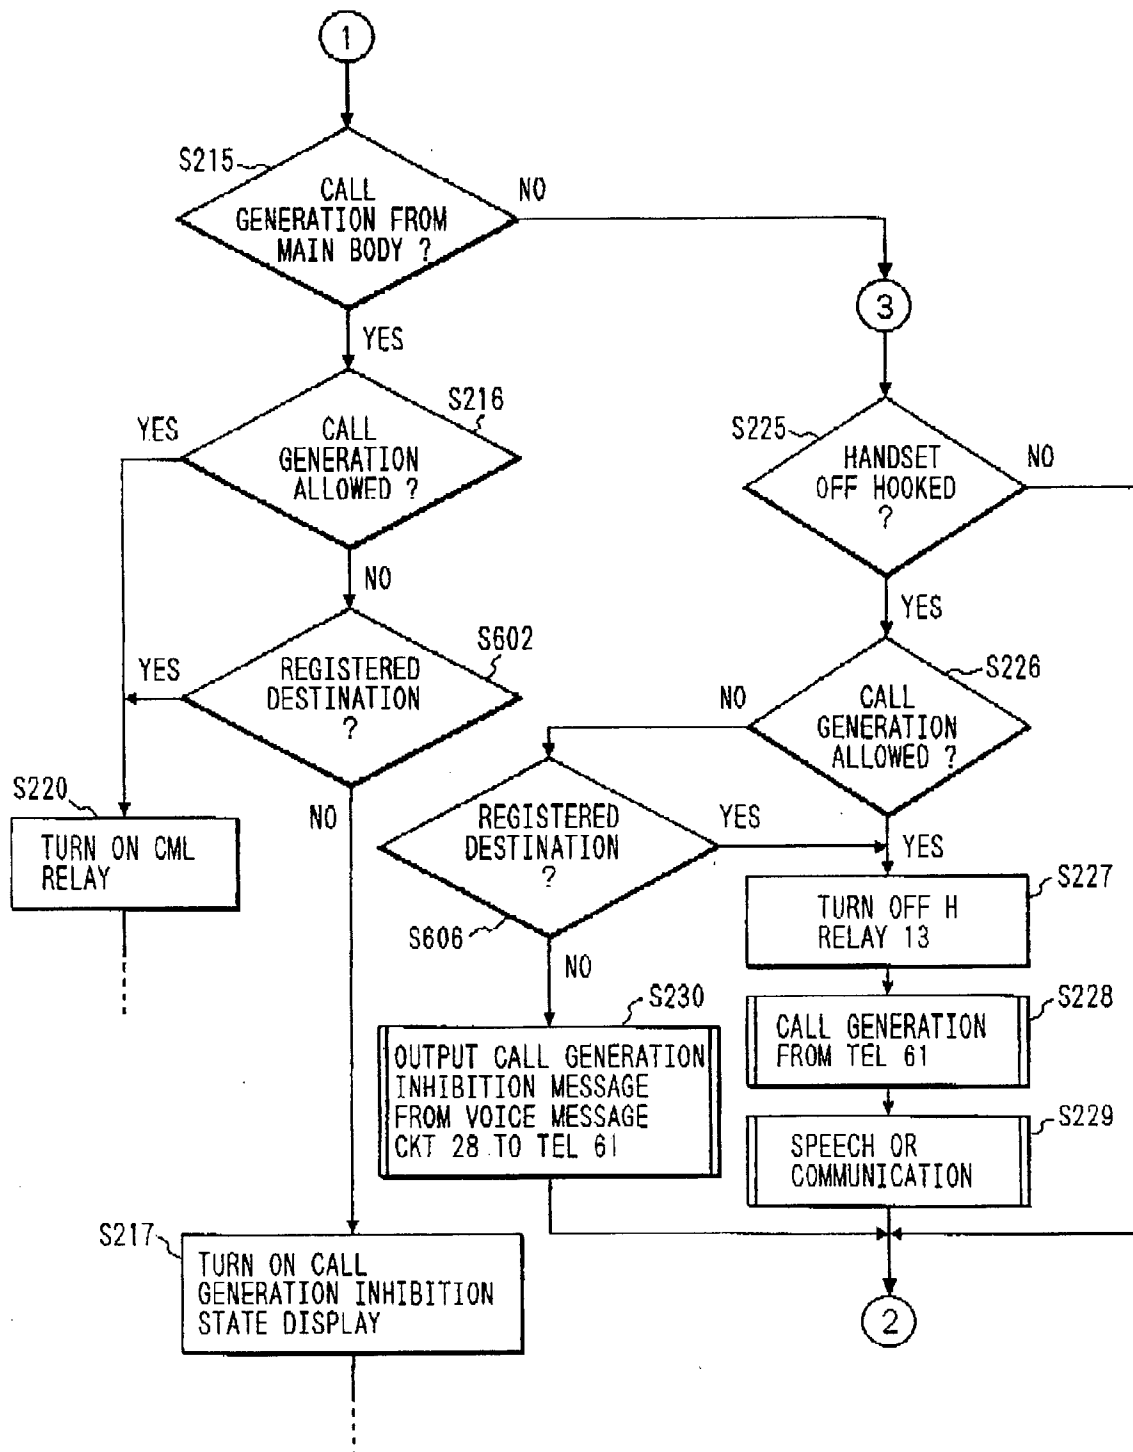 1
S215
CALL
GENERATION FROM
MAIN BODY ?
NO
YES
3
S216
YES
CALL
GENERATION
ALLOWED ?
NO
S225
HANDSET
OFF HOOKED
?
NO
YES
S602
YES
REGISTERED
DESTINATION
?
NO
S226
NO
CALL
GENERATION
ALLOWED ?
YES
S220
TURN ON CML
RELAY
REGISTERED
DESTINATION
?
YES
S606
NO
S227
TURN OFF H
RELAY 13
S228
CALL GENERATION
FROM TEL 61
S230
OUTPUT CALL GENERATION
INHIBITION MESSAGE
FROM VOICE MESSAGE
CKT 28 TO TEL 61
S229
SPEECH OR
COMMUNICATION
S217
TURN ON CALL
GENERATION INHIBITION
STATE DISPLAY
2